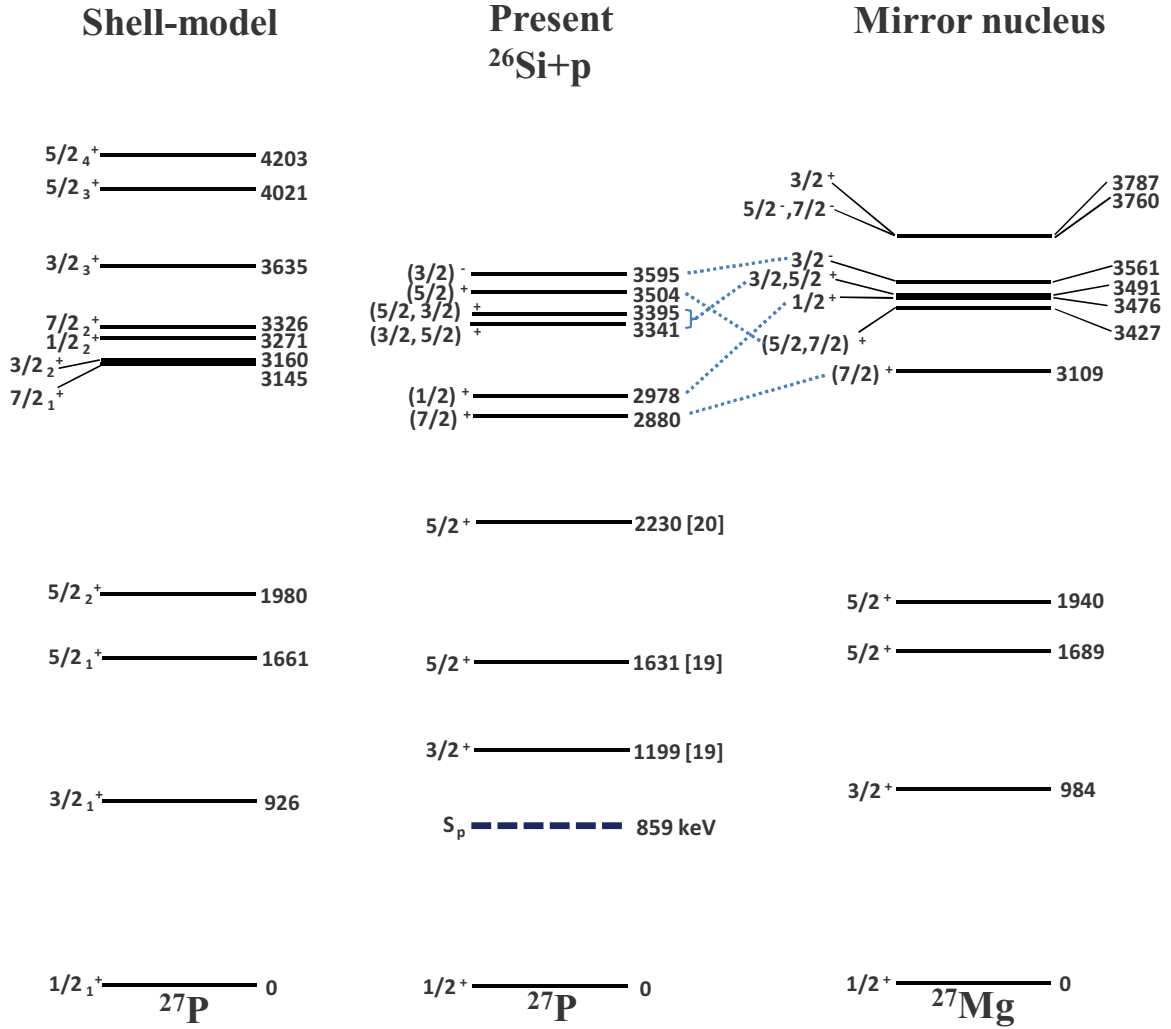 Shell-model
Present
²⁶Si+p
Mirror nucleus
5/2 ₄⁺ 4203
5/2 ₃⁺ 4021
3/2 ₃⁺ 3635
7/2 ₂⁺ 3326
1/2 ₂⁺ 3271
3/2 ₂⁺ 3160
7/2 ₁⁺ 3145
5/2 ₂⁺ 1980
5/2 ₁⁺ 1661
3/2 ₁⁺ 926
1/2 ₁⁺ 0
²⁷P
(3/2) ⁻ 3595
(5/2) ⁺ 3504
(5/2, 3/2) ⁺ 3395
(3/2, 5/2) ⁺ 3341
(1/2) ⁺ 2978
(7/2) ⁺ 2880
5/2 ⁺ 2230 [20]
5/2 ⁺ 1631 [19]
3/2 ⁺ 1199 [19]
Sₚ 859 keV
1/2 ⁺ 0
²⁷P
3/2 ⁺ 3787
5/2 ⁻,7/2 ⁻ 3760
3/2 ⁻ 3561
3/2,5/2 ⁺ 3491
1/2 ⁺ 3476
(5/2,7/2) ⁺ 3427
(7/2) ⁺ 3109
5/2 ⁺ 1940
5/2 ⁺ 1689
3/2 ⁺ 984
1/2 ⁺ 0
²⁷Mg